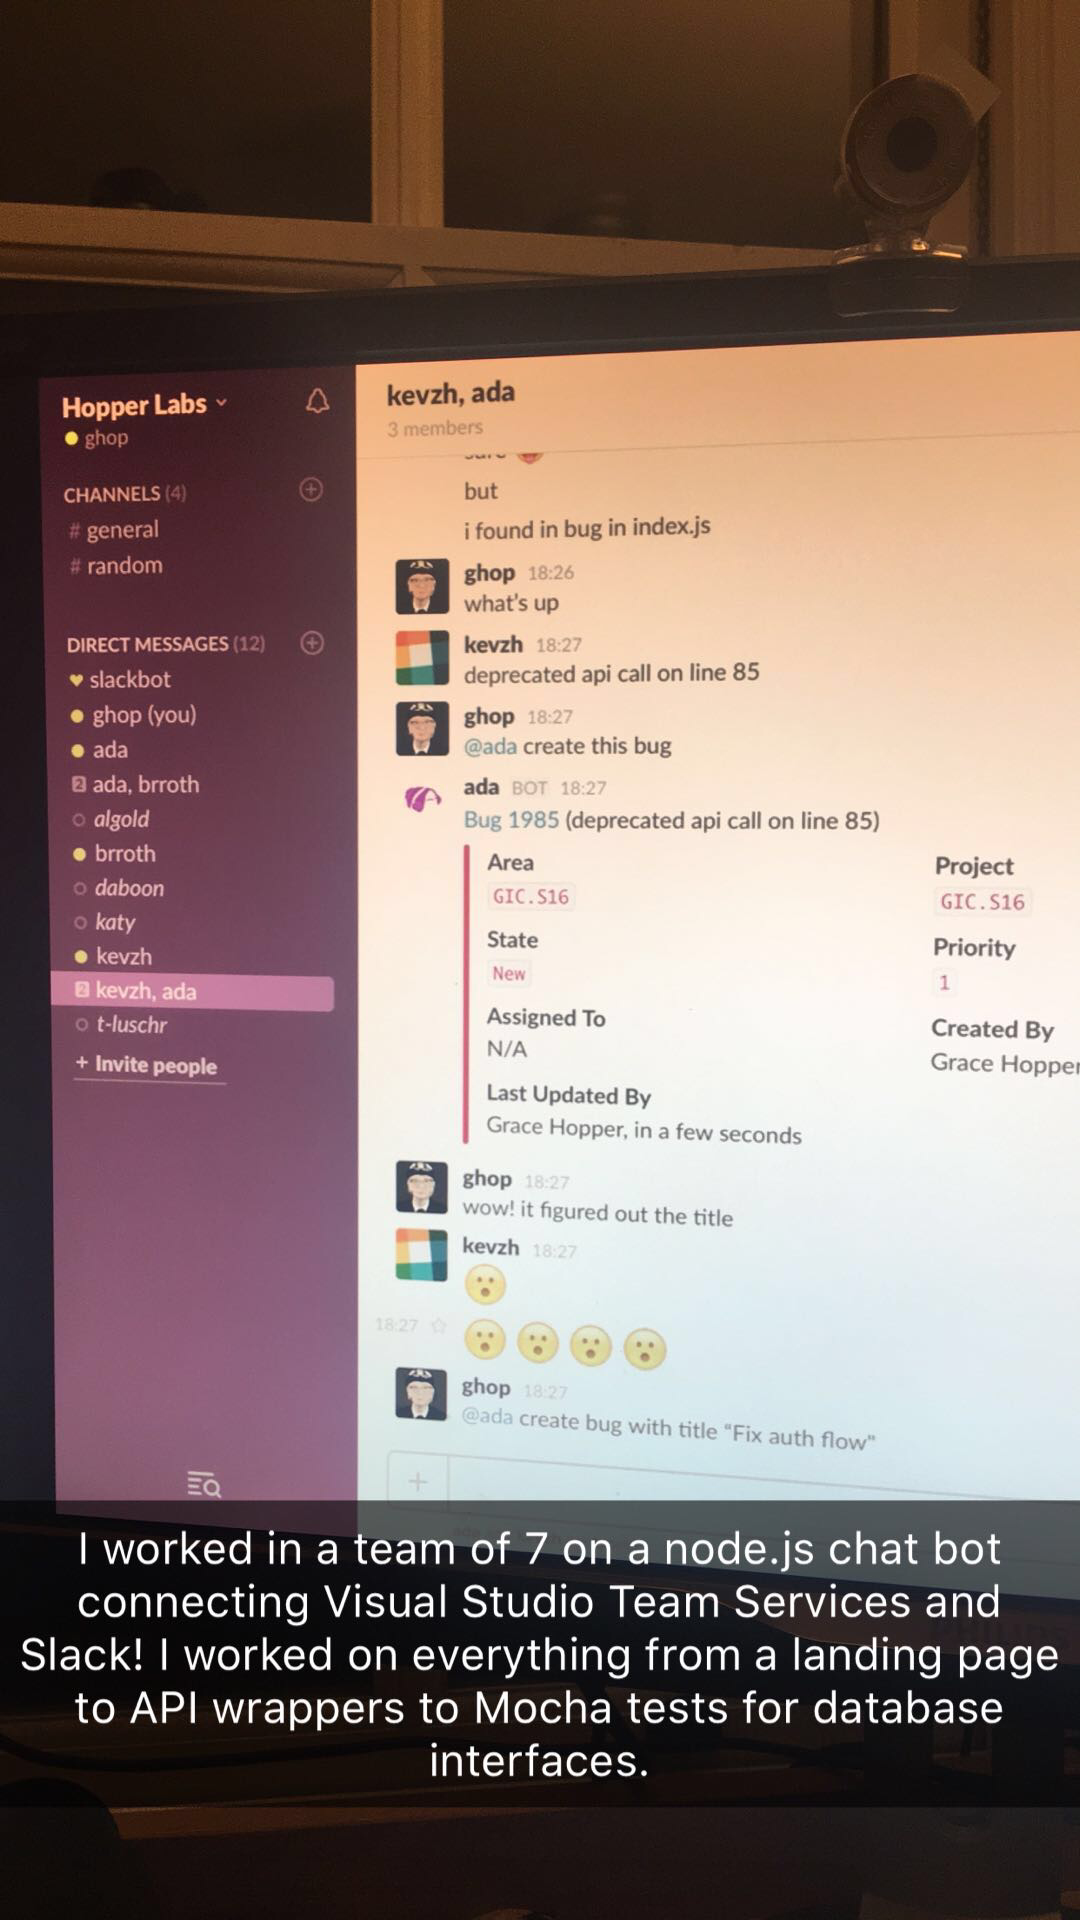 Hopper Labs
ghop
CHANNELS (4)
# general
# random
DIRECT MESSAGES (12)
slackbot
ghop (you)
ada
2 ada, brroth
algold
brroth
daboon
katy
kevzh
2 kevzh, ada
t-luschr
+ Invite people
kevzh, ada
3 members
but
i found in bug in index.js
ghop 18:26
what's up
kevzh 18:27
deprecated api call on line 85
ghop 18:27
@ada create this bug
ada BOT 18:27
Bug 1985 (deprecated api call on line 85)
Area
GIC.S16
Project
GIC.S16
State
New
Priority
1
Assigned To
N/A
Created By
Grace Hopper
Last Updated By
Grace Hopper, in a few seconds
ghop 18:27
wow! it figured out the title
kevzh 18:27
18:27
ghop 18:27
@ada create bug with title "Fix auth flow"
I worked in a team of 7 on a node.js chat bot
connecting Visual Studio Team Services and
Slack! I worked on everything from a landing page
to API wrappers to Mocha tests for database
interfaces.